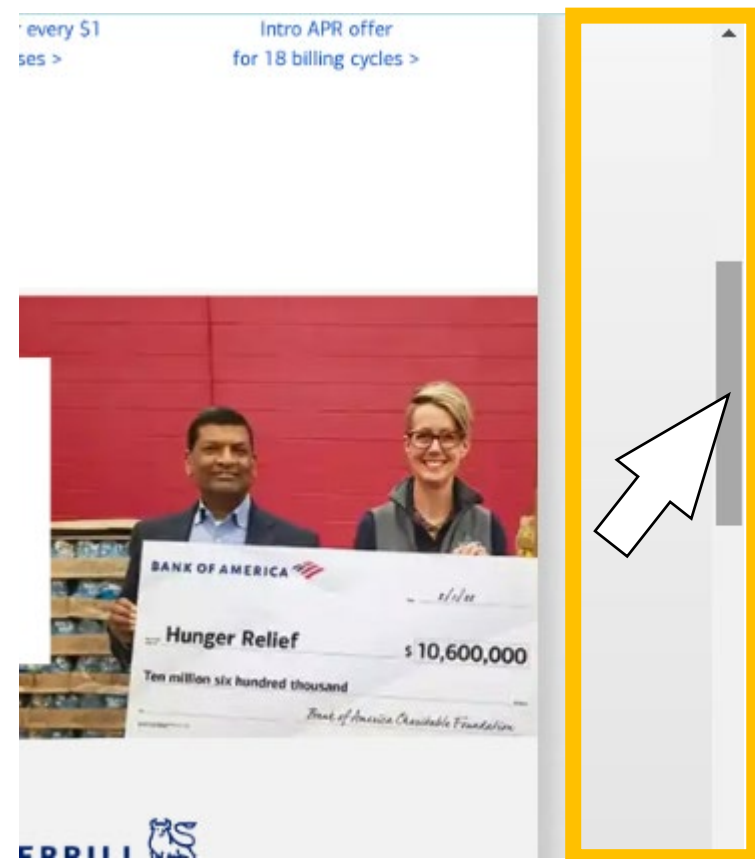 every $1
ses >
Intro APR offer
for 18 billing cycles >
BANK OF AMERICA
Hunger Relief
$ 10,600,000
Ten million six hundred thousand
Bank of America Charitable Foundation
ERRILL